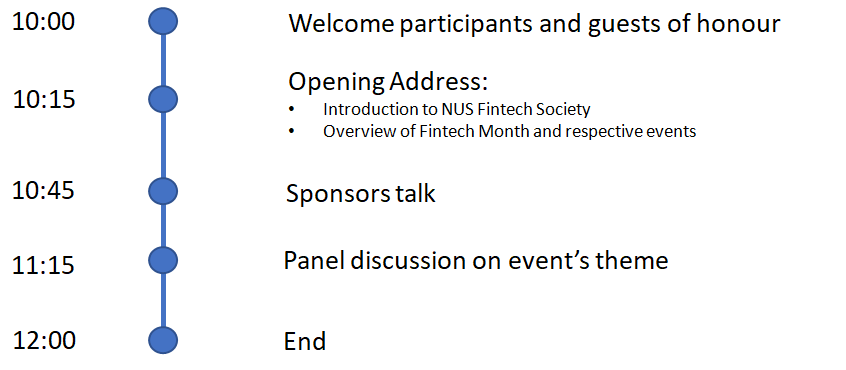 10:00 Welcome participants and guests of honour
10:15 Opening Address:
• Introduction to NUS Fintech Society
• Overview of Fintech Month and respective events
10:45 Sponsors talk
11:15 Panel discussion on event’s theme
12:00 End